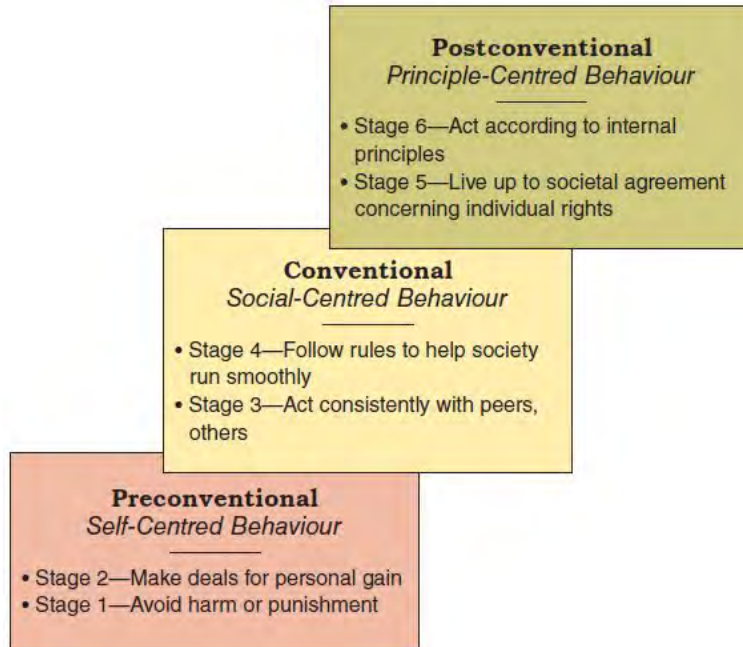 Postconventional
Principle-Centred Behaviour
• Stage 6—Act according to internal
principles
• Stage 5—Live up to societal agreement
concerning individual rights
Conventional
Social-Centred Behaviour
• Stage 4—Follow rules to help society
run smoothly
• Stage 3—Act consistently with peers,
others
Preconventional
Self-Centred Behaviour
• Stage 2—Make deals for personal gain
• Stage 1—Avoid harm or punishment